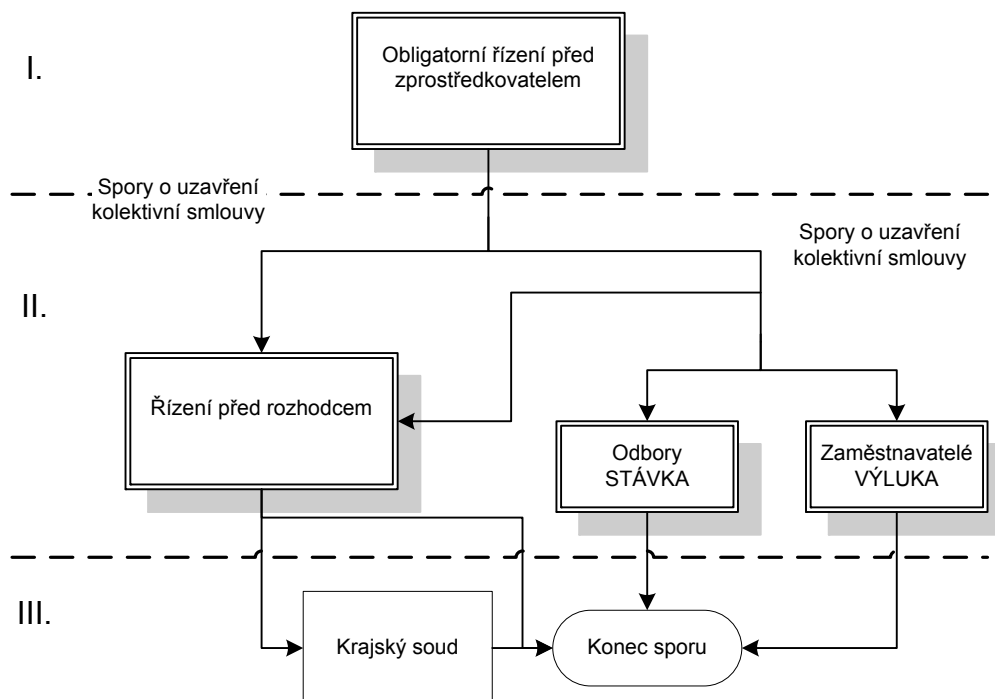 I.
Obligatorní řízení před
zprostředkovatelem
Spory o uzavření
kolektivní smlouvy
Spory o uzavření
kolektivní smlouvy
II.
Řízení před rozhodcem
Odbory
STÁVKA
Zaměstnavatelé
VÝLUKA
III.
Krajský soud
Konec sporu